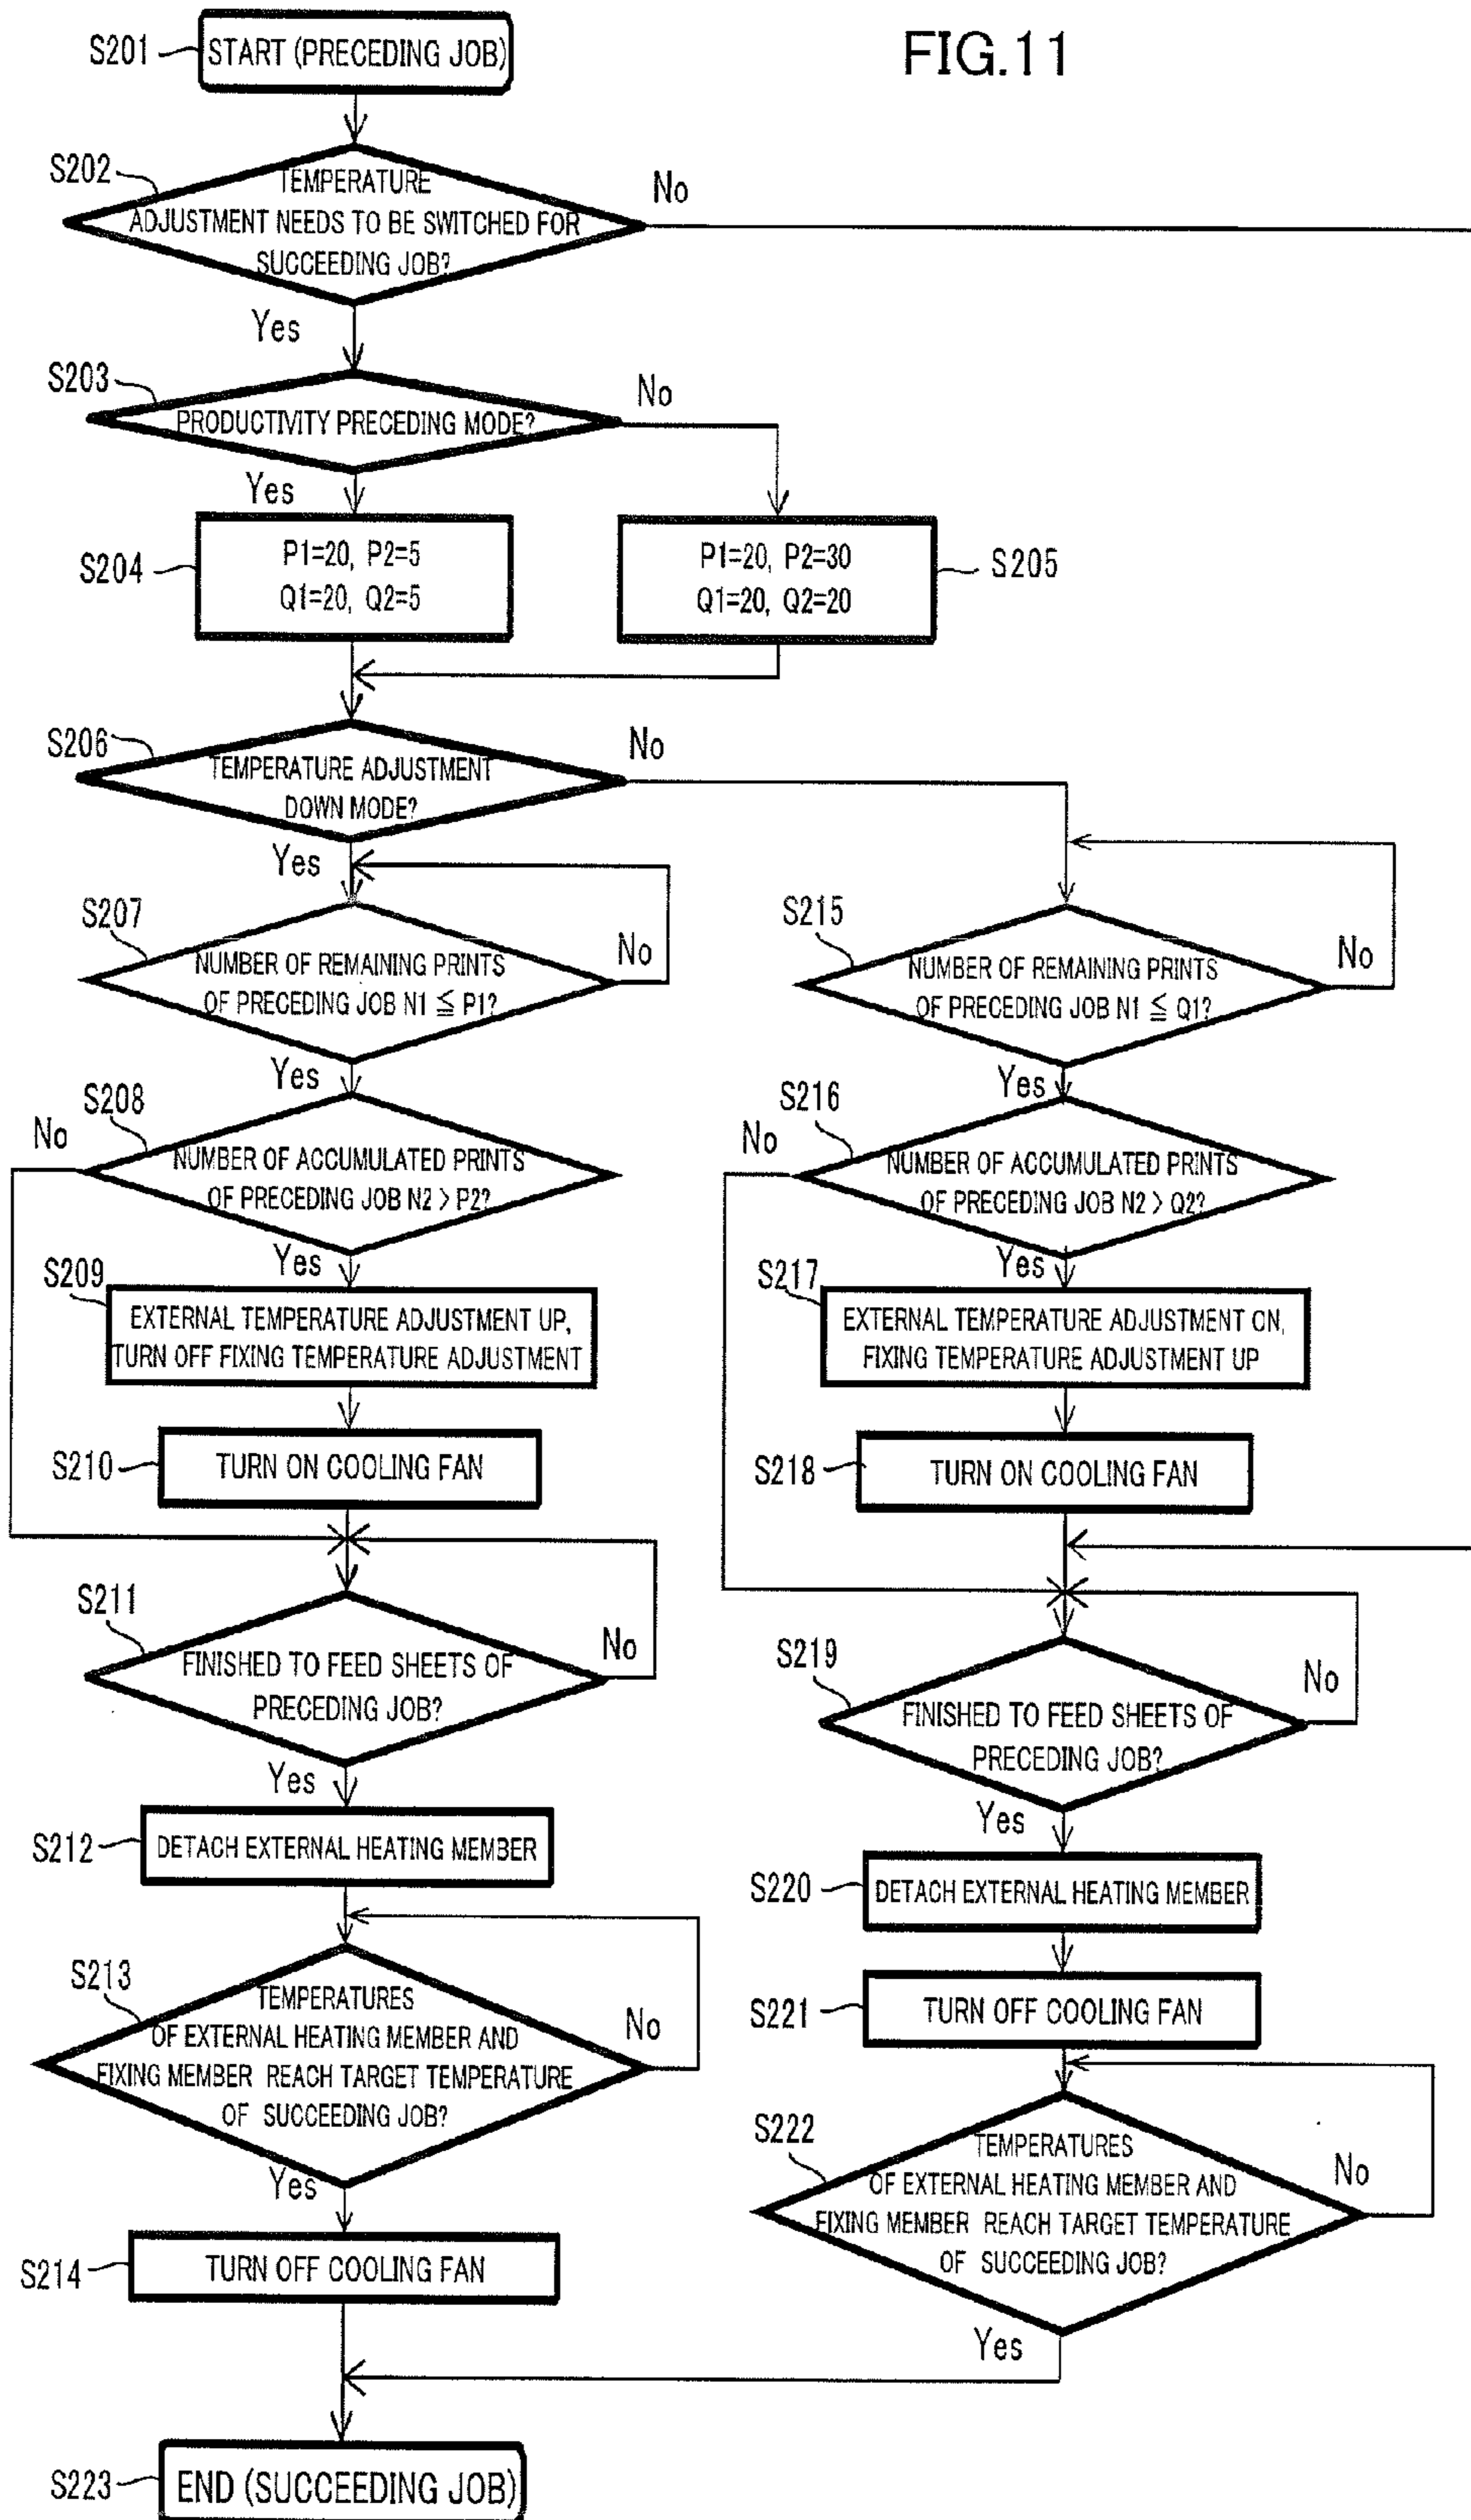 FIG.11
S201
START (PRECEDING JOB)
S202
TEMPERATURE
ADJUSTMENT NEEDS TO BE SWITCHED FOR
SUCCEEDING JOB?
No
Yes
S203
PRODUCTIVITY PRECEDING MODE?
No
Yes
S204
P1=20, P2=5
Q1=20, Q2=5
P1=20, P2=30
Q1=20, Q2=20
S205
S206
TEMPERATURE ADJUSTMENT
DOWN MODE?
No
Yes
S207
NUMBER OF REMAINING PRINTS
OF PRECEDING JOB N1 ≦ P1?
No
Yes
S208
No
NUMBER OF ACCUMULATED PRINTS
OF PRECEDING JOB N2 > P2?
Yes
S209
EXTERNAL TEMPERATURE ADJUSTMENT UP,
TURN OFF FIXING TEMPERATURE ADJUSTMENT
S210
TURN ON COOLING FAN
S211
FINISHED TO FEED SHEETS OF
PRECEDING JOB?
No
Yes
S212
DETACH EXTERNAL HEATING MEMBER
S213
TEMPERATURES
OF EXTERNAL HEATING MEMBER AND
FIXING MEMBER REACH TARGET TEMPERATURE
OF SUCCEEDING JOB?
No
Yes
S214
TURN OFF COOLING FAN
S215
NUMBER OF REMAINING PRINTS
OF PRECEDING JOB N1 ≦ Q1?
No
Yes
S216
No
NUMBER OF ACCUMULATED PRINTS
OF PRECEDING JOB N2 > Q2?
Yes
S217
EXTERNAL TEMPERATURE ADJUSTMENT ON,
FIXING TEMPERATURE ADJUSTMENT UP
S218
TURN ON COOLING FAN
S219
FINISHED TO FEED SHEETS OF
PRECEDING JOB?
No
Yes
S220
DETACH EXTERNAL HEATING MEMBER
S221
TURN OFF COOLING FAN
S222
TEMPERATURES
OF EXTERNAL HEATING MEMBER AND
FIXING MEMBER REACH TARGET TEMPERATURE
OF SUCCEEDING JOB?
No
Yes
S223
END (SUCCEEDING JOB)